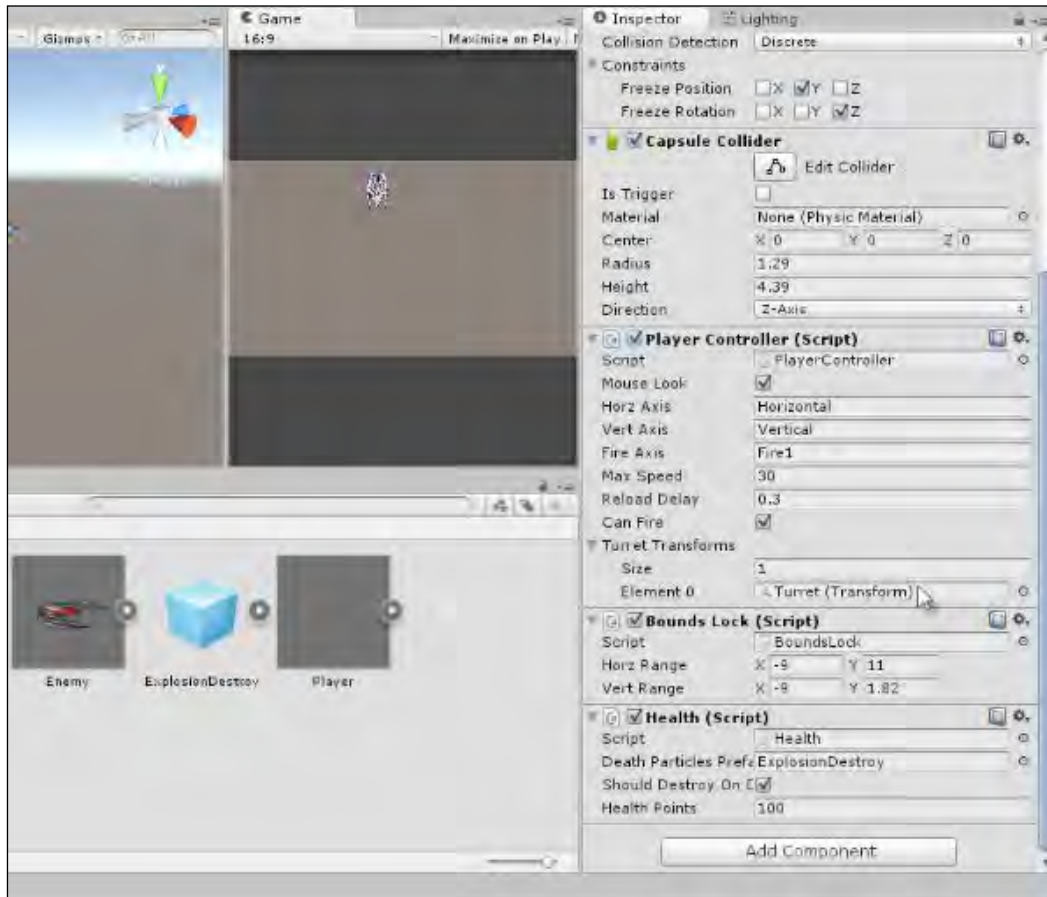 Gizmos
All
Game
16:9
Maximize on Play
Enemy
ExplosionDestroy
Player
Inspector
Lighting
Collision Detection Discrete
Constraints
Freeze Position X Y Z
Freeze Rotation X Y Z
Capsule Collider
Edit Collider
Is Trigger
Material None (Physic Material)
Center X 0 Y 0 Z 0
Radius 1.29
Height 4.39
Direction Z-Axis
Player Controller (Script)
Script PlayerController
Mouse Look
Horz Axis Horizontal
Vert Axis Vertical
Fire Axis Fire1
Max Speed 30
Reload Delay 0.3
Can Fire
Turret Transforms
Size 1
Element 0 Turret (Transform)
Bounds Lock (Script)
Script BoundsLock
Horz Range X -9 Y 11
Vert Range X -9 Y 1.82
Health (Script)
Script Health
Death Particles Prefa ExplosionDestroy
Should Destroy On D
Health Points 100
Add Component